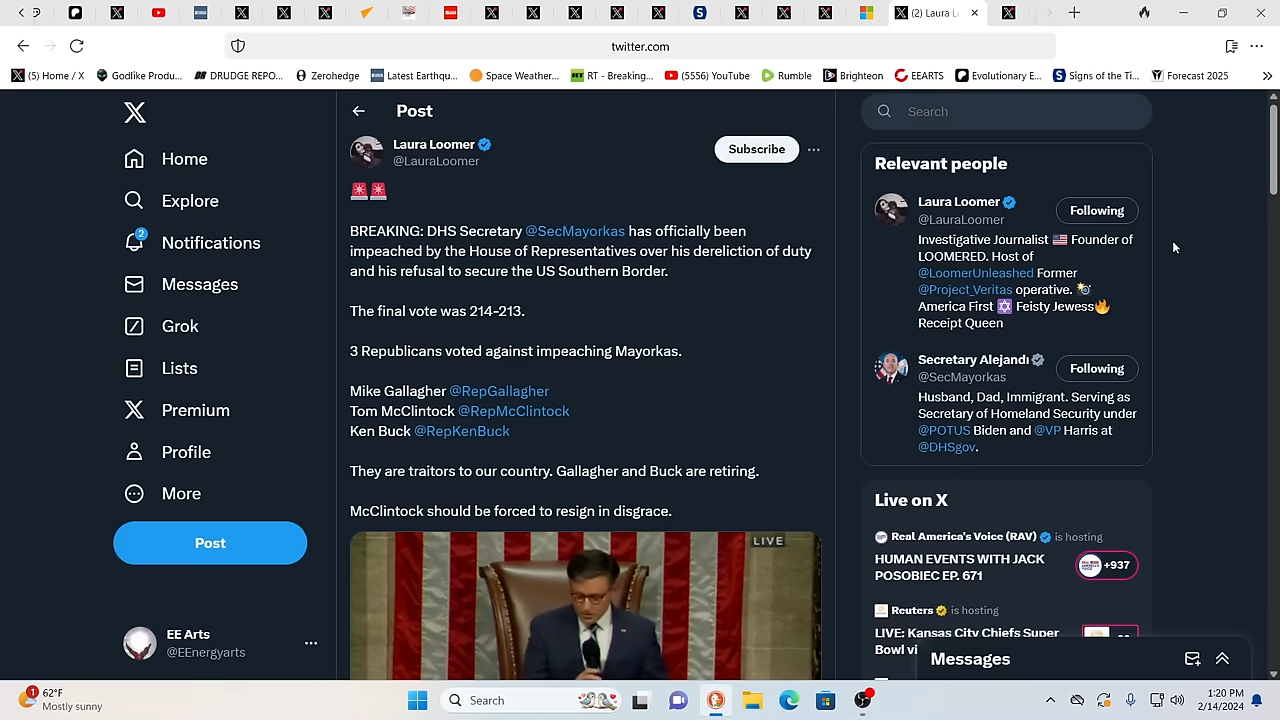 twitter.com
(2) Laura L
(5) Home / X
Godlike Produ...
DRUDGE REPO...
Zerohedge
Latest Earthqu...
Space Weather...
RT - Breaking...
(5556) YouTube
Rumble
Brighteon
EEARTS
Evolutionary E...
Signs of the Ti...
Forecast 2025
Home
Explore
2
Notifications
Messages
Grok
Lists
Premium
Profile
More
Post
EE Arts
@EEnergyarts
Post
Laura Loomer
@LauraLoomer
Subscribe
BREAKING: DHS Secretary @SecMayorkas has officially been
impeached by the House of Representatives over his dereliction of duty
and his refusal to secure the US Southern Border.
The final vote was 214-213.
3 Republicans voted against impeaching Mayorkas.
Mike Gallagher @RepGallagher
Tom McClintock @RepMcClintock
Ken Buck @RepKenBuck
They are traitors to our country. Gallagher and Buck are retiring.
McClintock should be forced to resign in disgrace.
LIVE
Search
Relevant people
Laura Loomer
@LauraLoomer
Following
Investigative Journalist 🇺🇸 Founder of
LOOMERED. Host of
@LoomerUnleashed Former
@Project_Veritas operative.
America First ✡️ Feisty Jewess🔥
Receipt Queen
Secretary Alejand
@SecMayorkas
Following
Husband, Dad, Immigrant. Serving as
Secretary of Homeland Security under
@POTUS Biden and @VP Harris at
@DHSgov.
Live on X
Real America's Voice (RAV) is hosting
HUMAN EVENTS WITH JACK
POSOBIEC EP. 671
+937
Reuters is hosting
LIVE: Kansas City Chiefs Super
Bowl vi
Messages
1
62°F
Mostly sunny
Search
1:20 PM
2/14/2024